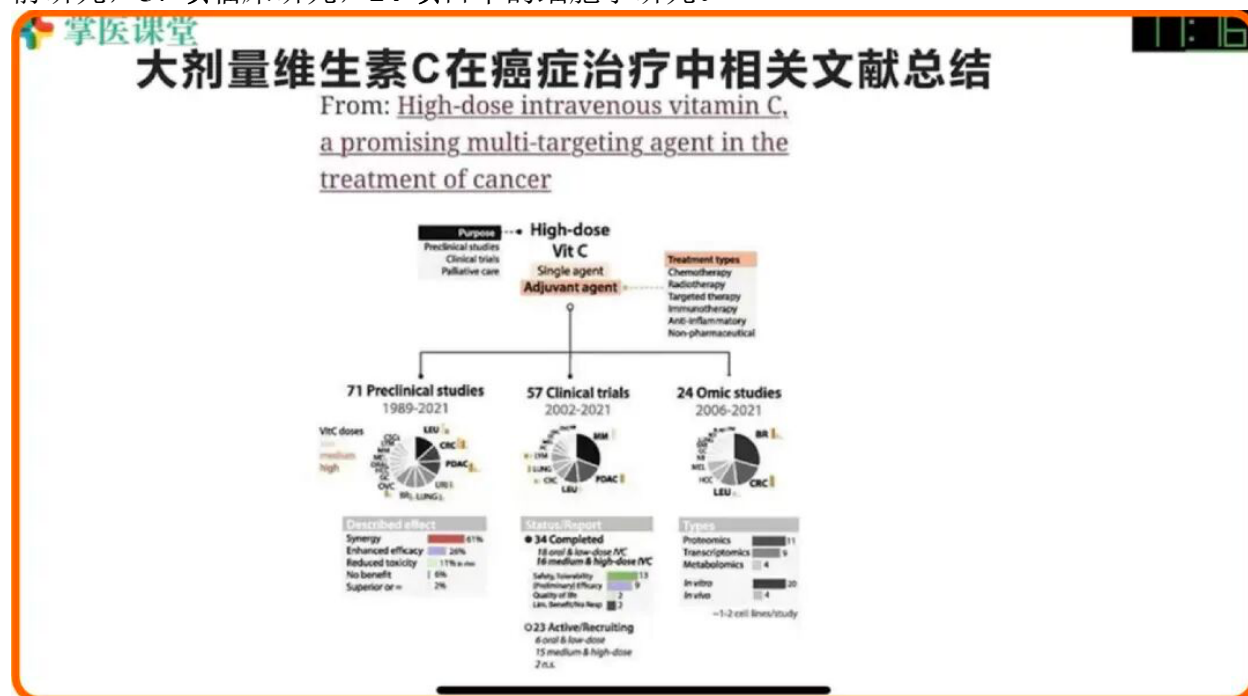 掌医课堂
大剂量维生素C在癌症治疗中相关文献总结
From: High-dose intravenous vitamin C,
a promising multi-targeting agent in the
treatment of cancer
Purpose
Preclinical studies
Clinical trials
Palliative care
High-dose
Vit C
Single agent
Adjuvant agent
Treatment types
Chemotherapy
Radiotherapy
Targeted therapy
Immunotherapy
Anti-inflammatory
Non-pharmaceutical
71 Preclinical studies
1989-2021
VitC doses
medium
high
LEU
CRC
PDAC
LUNG
BR
OVC
57 Clinical trials
2002-2021
MM
PDAC
LEU
CRC
LUNG
LYM
24 Omic studies
2006-2021
BR
CRC
LEU
HCC
MEL
Described effect
Synergy 61%
Enhanced efficacy 26%
Reduced toxicity 11%
No benefit 6%
Superior or = 2%
Status/Report
34 Completed
18 oral & low-dose IVC
16 medium & high-dose IVC
Safety, tolerability 13
(Preliminary) Efficacy 9
Quality of life 2
Lim. Benefit/No Resp 2
23 Active/Recruiting
6 oral & low-dose
15 medium & high-dose
2 n.s.
Types
Proteomics 11
Transcriptomics 9
Metabolomics 4
In vitro 20
In vivo 4
~1-2 cell lines/study